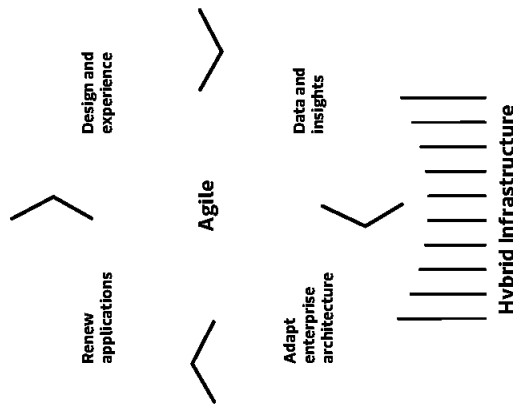 Renew
applications
Design and
experience
Agile
Adapt
enterprise
architecture
Data and
insights
Hybrid Infrastructure